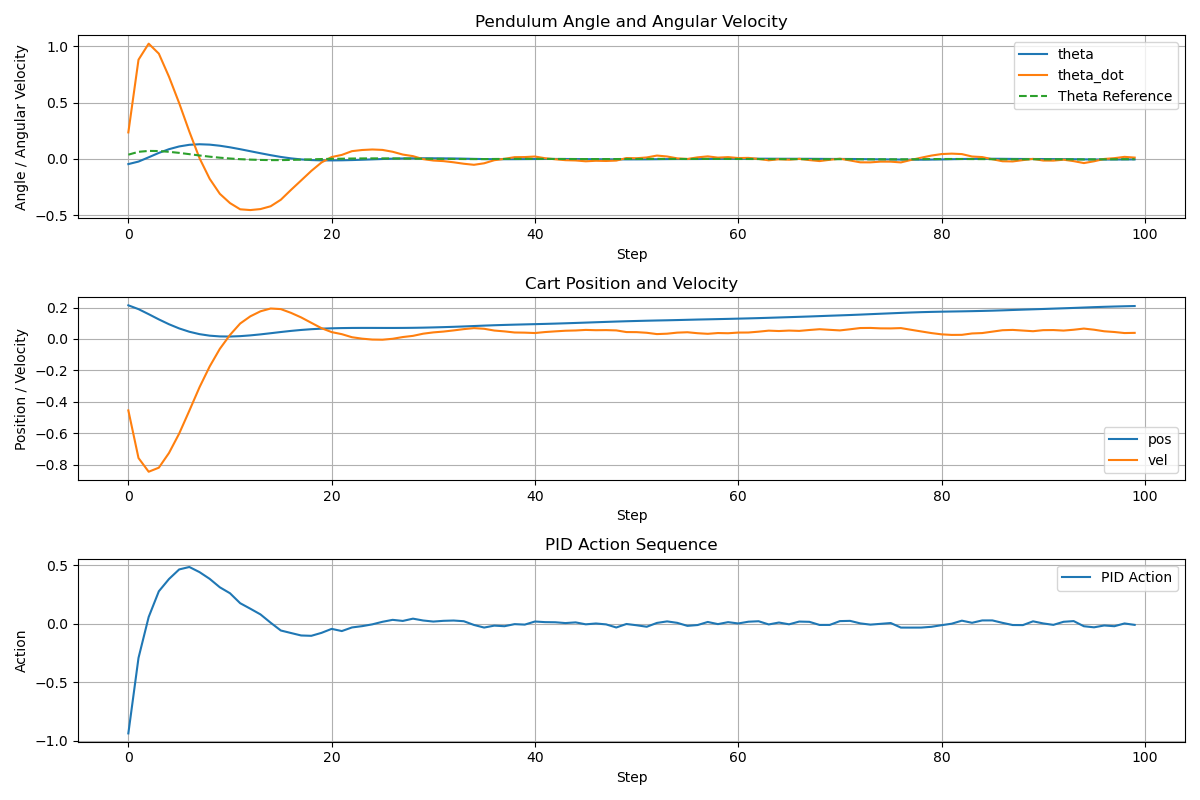 Pendulum Angle and Angular Velocity
Angle / Angular Velocity
1.0
0.5
0.0
−0.5
theta
theta_dot
Theta Reference
0 20 40 60 80 100
Step
Cart Position and Velocity
Position / Velocity
0.2
0.0
−0.2
−0.4
−0.6
−0.8
pos
vel
0 20 40 60 80 100
Step
PID Action Sequence
Action
0.5
0.0
−0.5
−1.0
PID Action
0 20 40 60 80 100
Step